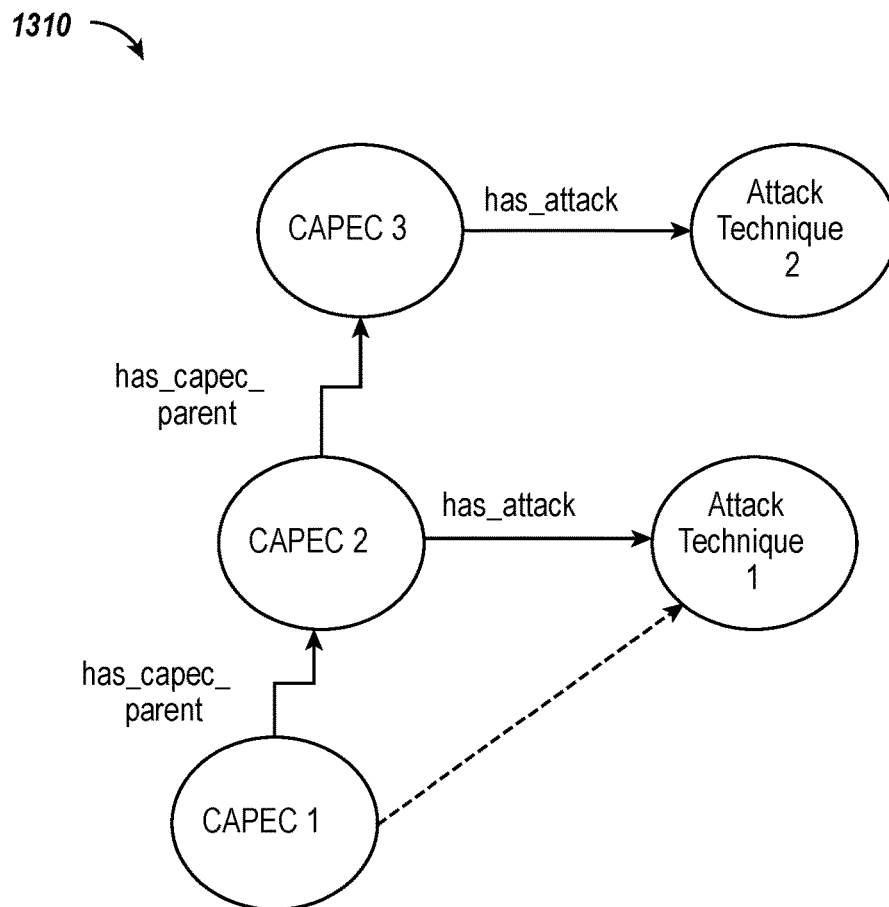 1310
CAPEC 3
has_attack
Attack
Technique
2
has_capec_
parent
CAPEC 2
has_attack
Attack
Technique
1
has_capec_
parent
CAPEC 1